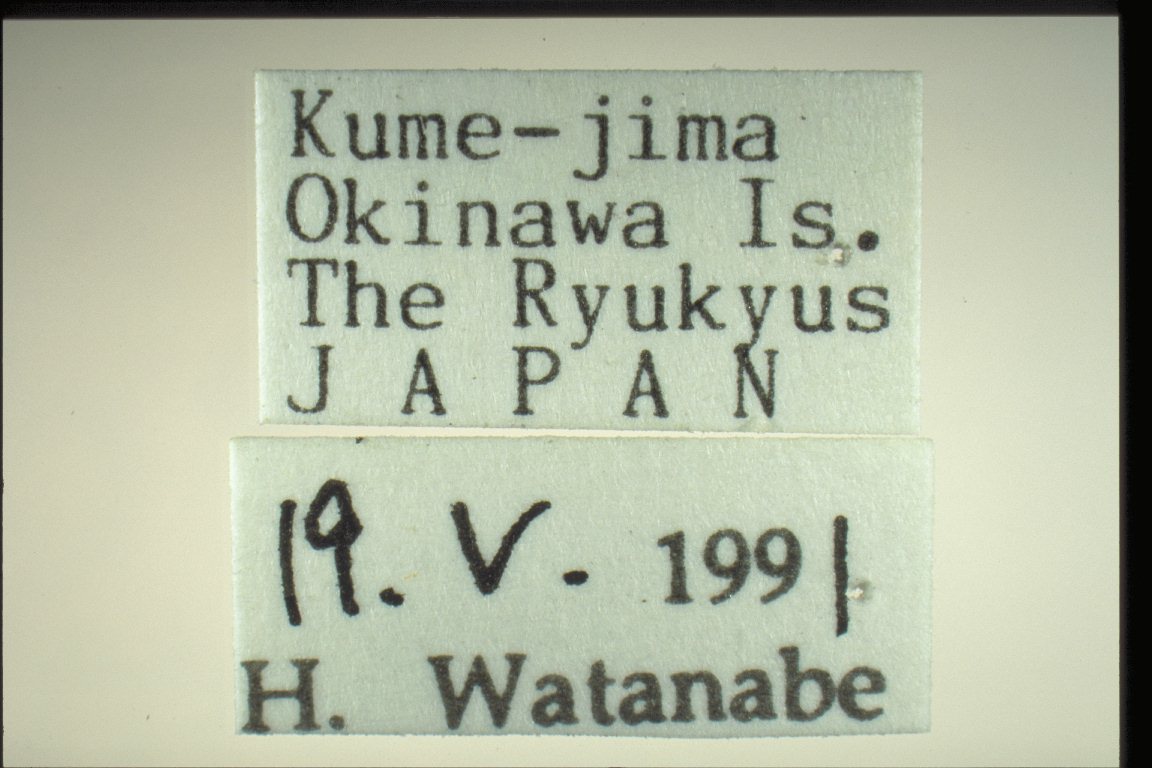 Kume-jima
Okinawa Is.
The Ryukyus
J A P A N
19. V. 1991
H. Watanabe